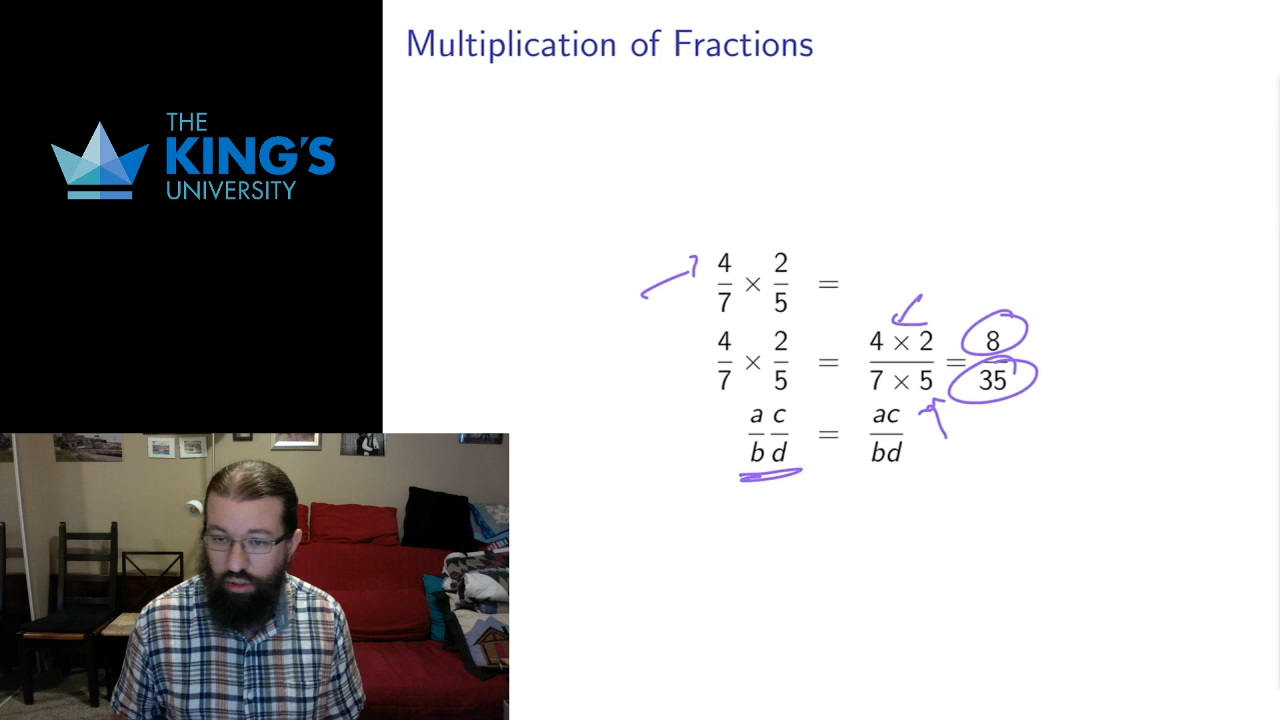 THE
KING'S
UNIVERSITY
Multiplication of Fractions
4/7 × 2/5 =
4/7 × 2/5 = 4 × 2/7 × 5 = 8/35
a/b c/d = ac/bd